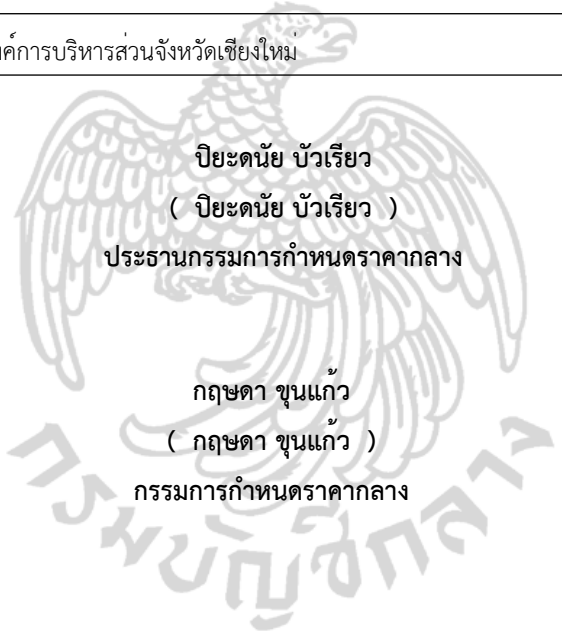 องค์การบริหารส่วนจังหวัดเชียงใหม่
ปิยะดนัย บัวเรียว
( ปิยะดนัย บัวเรียว )
ประธานกรรมการกำหนดราคากลาง
กฤษดา ขุนแก้ว
( กฤษดา ขุนแก้ว )
กรรมการกำหนดราคากลาง
กรมบัญชีกลาง